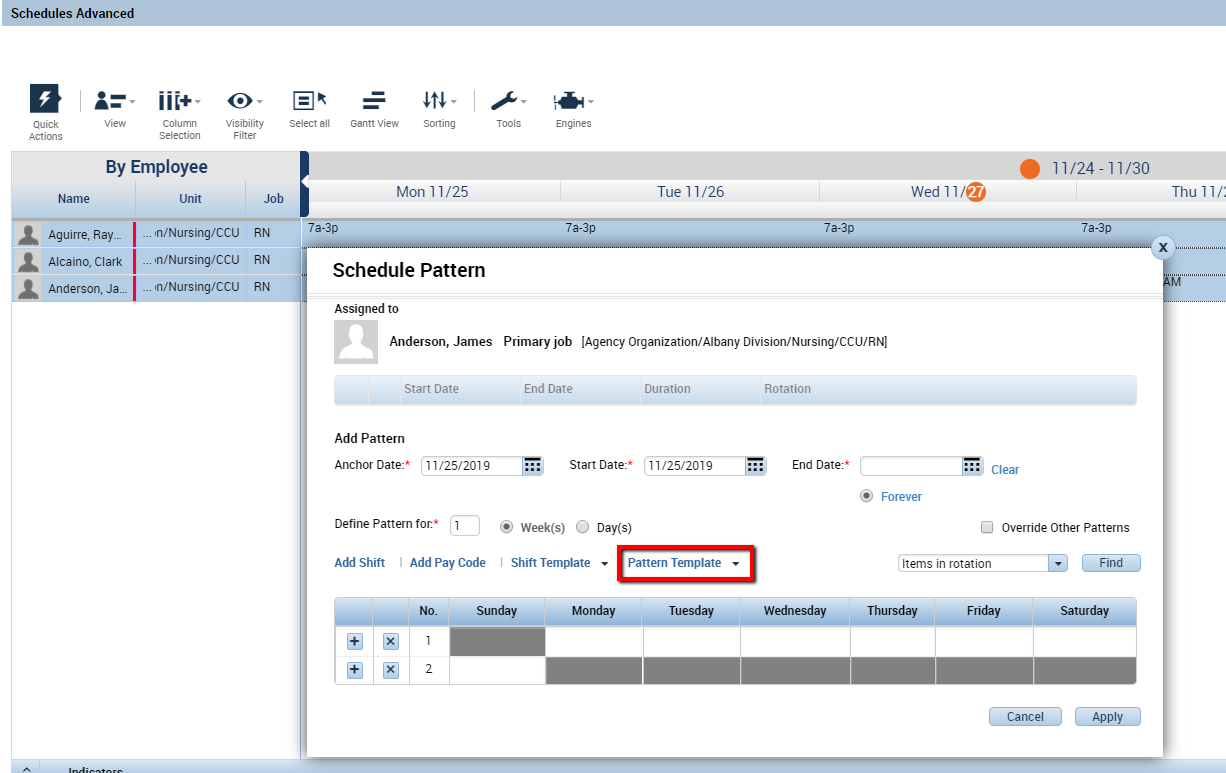 Schedules Advanced
Quick Actions
View
Column Selection
Visibility Filter
Select all
Gantt View
Sorting
Tools
Engines
By Employee
11/24 - 11/30
Name Unit Job
Mon 11/25 Tue 11/26 Wed 11/27 Thu 11/2
Aguirre, Ray... ... n/Nursing/CCU RN 7a-3p 7a-3p 7a-3p 7a-3p
Alcaino, Clark ... n/Nursing/CCU RN
Anderson, Ja... ... n/Nursing/CCU RN AM
x
Schedule Pattern
Assigned to
Anderson, James Primary job [Agency Organization/Albany Division/Nursing/CCU/RN]
Start Date End Date Duration Rotation
Add Pattern
Anchor Date:* 11/25/2019 Start Date:* 11/25/2019 End Date:* Clear
Forever
Define Pattern for:* 1 Week(s) Day(s) Override Other Patterns
Add Shift | Add Pay Code | Shift Template Pattern Template Items in rotation Find
No. Sunday Monday Tuesday Wednesday Thursday Friday Saturday
+ x 1
+ x 2
Cancel Apply
Indicators